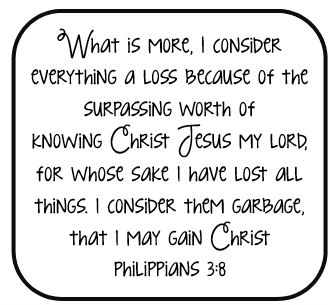 What is more, I consider
everything a loss because of the
surpassing worth of
knowing Christ Jesus my Lord,
for whose sake I have lost all
things. I consider them garbage,
that I may gain Christ
Philippians 3:8